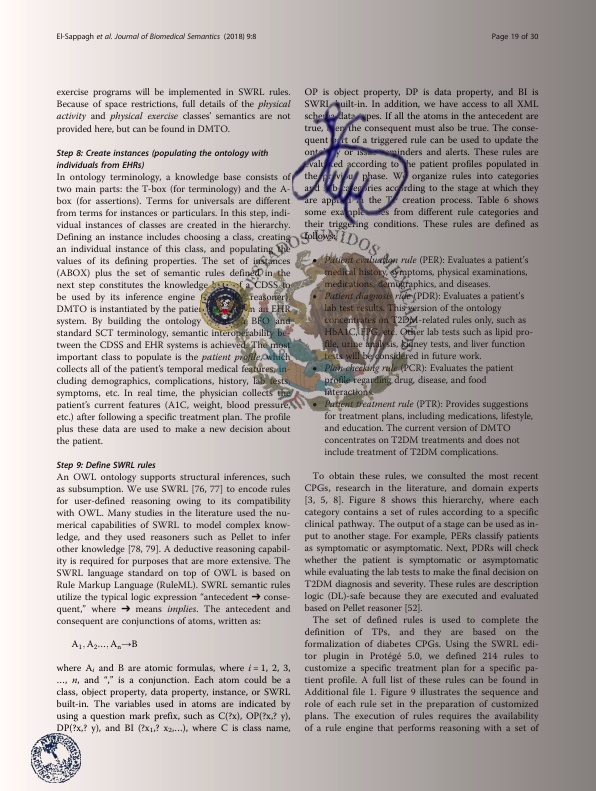 El-Sappagh et al. Journal of Biomedical Semantics (2018) 9:8
Page 19 of 30
exercise programs will be implemented in SWRL rules.
Because of space restrictions, full details of the physical
activity and physical exercise classes' semantics are not
provided here, but can be found in DMTO.
Step 8: Create instances (populating the ontology with
individuals from EHRs)
In ontology terminology, a knowledge base consists of
two main parts: the T-box (for terminology) and the A-
box (for assertions). Terms for universals are different
from terms for instances or particulars. In this step, indi-
vidual instances of classes are created in the hierarchy.
Defining an instance includes choosing a class, creating
an individual instance of this class, and populating the
values of its defining properties. The set of instances
(ABOX) plus the set of semantic rules defined in the
next step constitutes the knowledge of a CDSS to
be used by its inference engine reasoner).
DMTO is instantiated by the patient in an EHR
system. By building the ontology BFO and
standard SCT terminology, semantic interoperability be-
tween the CDSS and EHR systems is achieved. The most
important class to populate is the patient profile, which
collects all of the patient's temporal medical features, in-
cluding demographics, complications, history, lab tests,
symptoms, etc. In real time, the physician collects the
patient's current features (A1C, weight, blood pressure,
etc.) after following a specific treatment plan. The profile
plus these data are used to make a new decision about
the patient.
Step 9: Define SWRL rules
An OWL ontology supports structural inferences, such
as subsumption. We use SWRL [76, 77] to encode rules
for user-defined reasoning owing to its compatibility
with OWL. Many studies in the literature used the nu-
merical capabilities of SWRL to model complex know-
ledge, and they used reasoners such as Pellet to infer
other knowledge [78, 79]. A deductive reasoning capabil-
ity is required for purposes that are more extensive. The
SWRL language standard on top of OWL is based on
Rule Markup Language (RuleML). SWRL semantic rules
utilize the typical logic expression "antecedent ➔ conse-
quent," where ➔ means implies. The antecedent and
consequent are conjunctions of atoms, written as:
A1, A2..., An→B
where Ai and B are atomic formulas, where i = 1, 2, 3,
..., n, and "," is a conjunction. Each atom could be a
class, object property, data property, instance, or SWRL
built-in. The variables used in atoms are indicated by
using a question mark prefix, such as C(?x), OP(?x,? y),
DP(?x,? y), and BI (?x1,? x2,...), where C is class name,
OP is object property, DP is data property, and BI is
SWRL built-in. In addition, we have access to all XML
schema data types. If all the atoms in the antecedent are
true, then the consequent must also be true. The conse-
quent part of a triggered rule can be used to update the
ontology or issue reminders and alerts. These rules are
evaluated according to the patient profiles populated in
the previous phase. We organize rules into categories
and subcategories according to the stage at which they
are applied in the TP creation process. Table 6 shows
some example rules from different rule categories and
their triggering conditions. These rules are defined as
follows:
• Patient evaluation rule (PER): Evaluates a patient's
medical history, symptoms, physical examinations,
medications, demographics, and diseases.
• Patient diagnosis rule (PDR): Evaluates a patient's
lab test results. This version of the ontology
concentrates on T2DM-related rules only, such as
HbA1C, FPG, etc. Other lab tests such as lipid pro-
file, urine analysis, kidney tests, and liver function
tests will be considered in future work.
• Plan checking rule (PCR): Evaluates the patient
profile regarding drug, disease, and food
interactions.
• Patient treatment rule (PTR): Provides suggestions
for treatment plans, including medications, lifestyle,
and education. The current version of DMTO
concentrates on T2DM treatments and does not
include treatment of T2DM complications.
To obtain these rules, we consulted the most recent
CPGs, research in the literature, and domain experts
[3, 5, 8]. Figure 8 shows this hierarchy, where each
category contains a set of rules according to a specific
clinical pathway. The output of a stage can be used as in-
put to another stage. For example, PERs classify patients
as symptomatic or asymptomatic. Next, PDRs will check
whether the patient is symptomatic or asymptomatic
while evaluating the lab tests to make the final decision on
T2DM diagnosis and severity. These rules are description
logic (DL)-safe because they are executed and evaluated
based on Pellet reasoner [52].
The set of defined rules is used to complete the
definition of TPs, and they are based on the
formalization of diabetes CPGs. Using the SWRL edi-
tor plugin in Protégé 5.0, we defined 214 rules to
customize a specific treatment plan for a specific pa-
tient profile. A full list of these rules can be found in
Additional file 1. Figure 9 illustrates the sequence and
role of each rule set in the preparation of customized
plans. The execution of rules requires the availability
of a rule engine that performs reasoning with a set of
ESTADOS UNIDOS